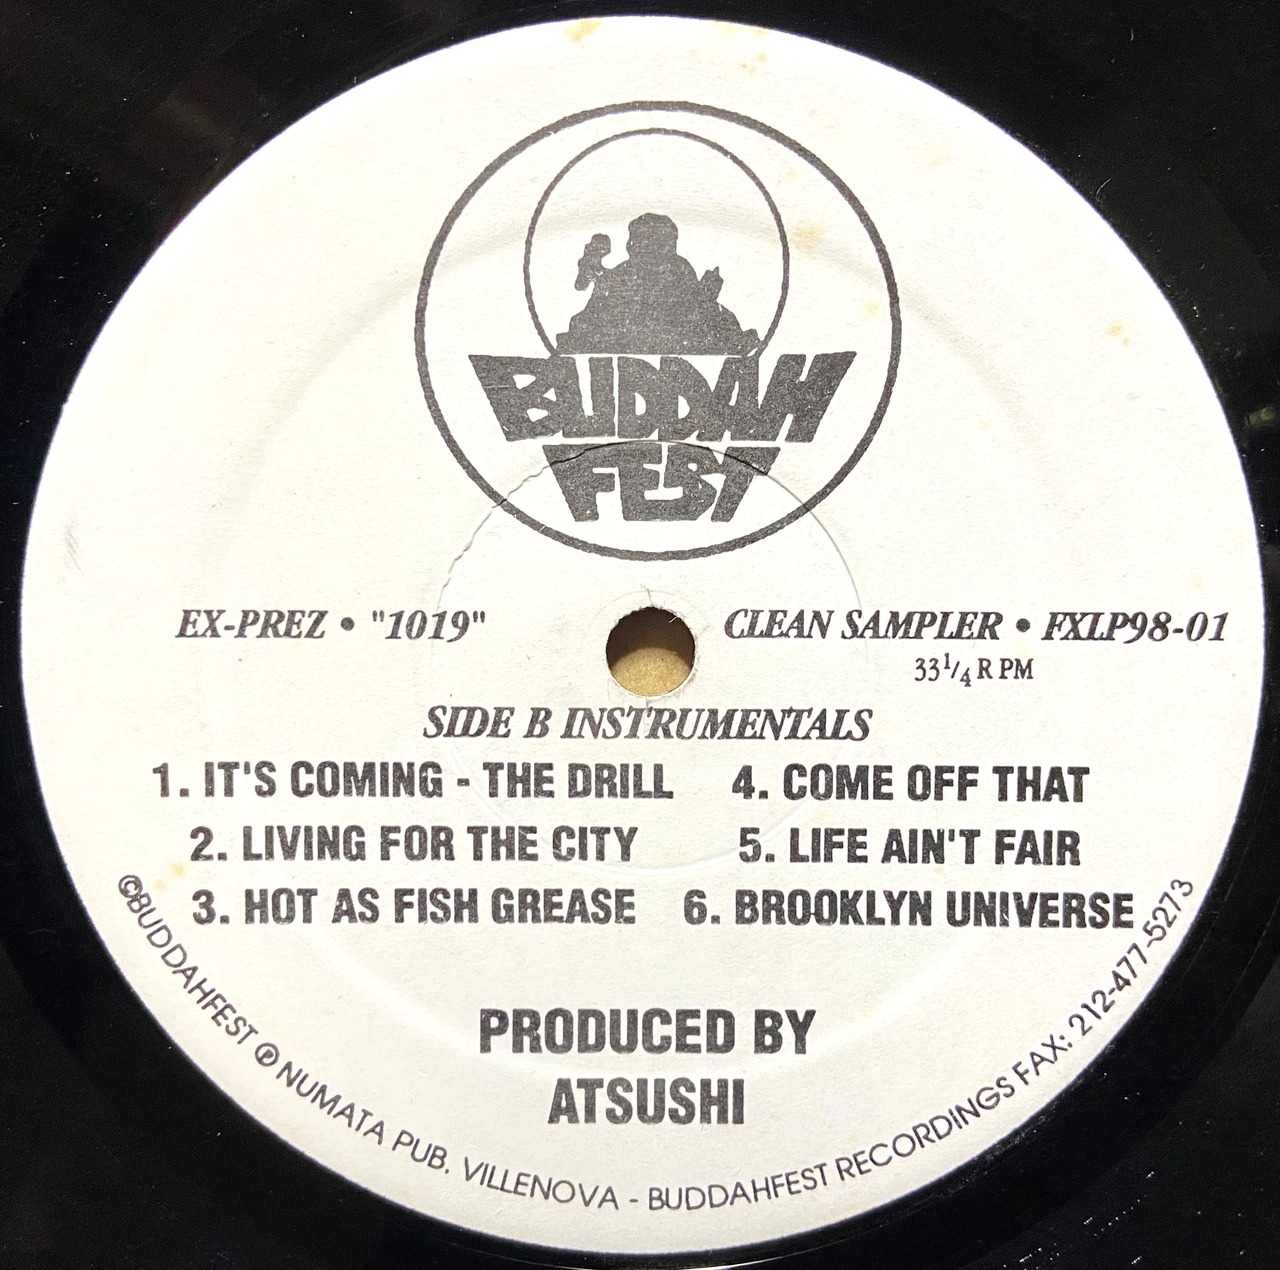 BUDDAH
FEST
EX-PREZ • "1019"
CLEAN SAMPLER • FXLP98-01
33 1/4 RPM
SIDE B INSTRUMENTALS
1. IT'S COMING - THE DRILL
2. LIVING FOR THE CITY
3. HOT AS FISH GREASE
4. COME OFF THAT
5. LIFE AIN'T FAIR
6. BROOKLYN UNIVERSE
PRODUCED BY
ATSUSHI
©BUDDAHFEST ℗ NUMATA PUB. VILLENOVA - BUDDAHFEST RECORDINGS FAX: 212-477-5273